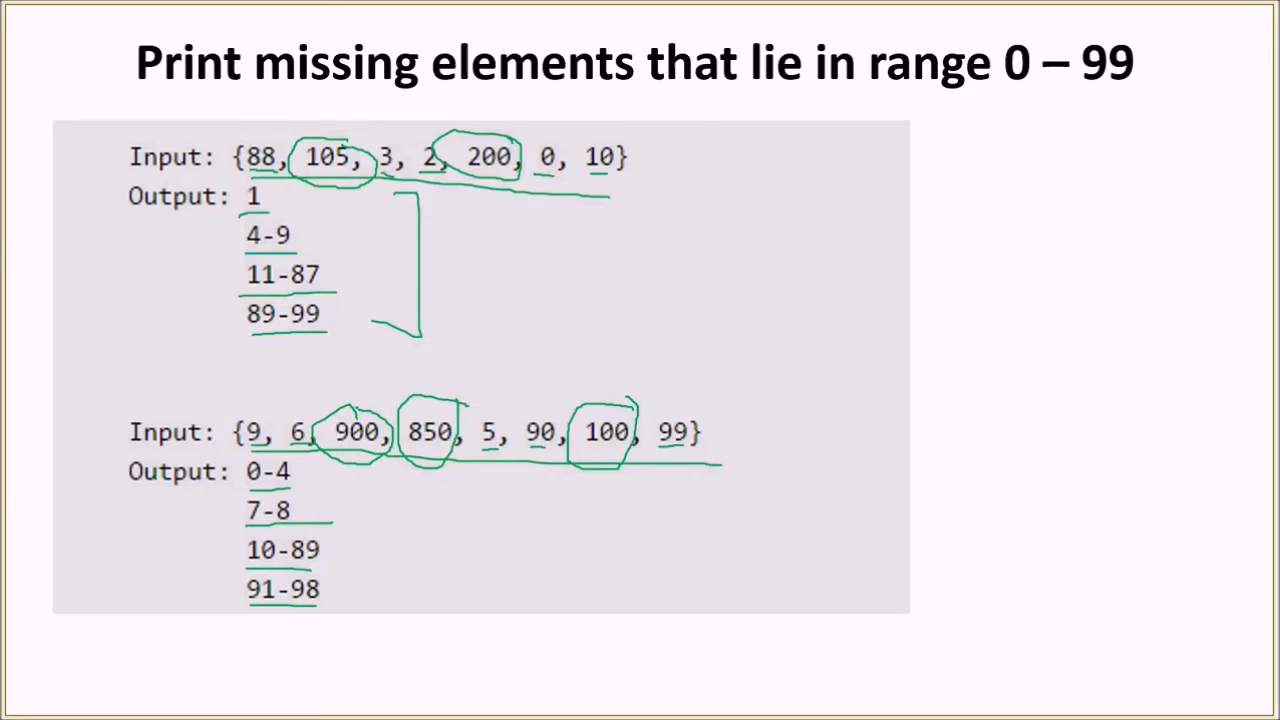 Print missing elements that lie in range 0 – 99
Input: {88, 105, 3, 2, 200, 0, 10}
Output: 1
4-9
11-87
89-99
Input: {9, 6, 900, 850, 5, 90, 100, 99}
Output: 0-4
7-8
10-89
91-98